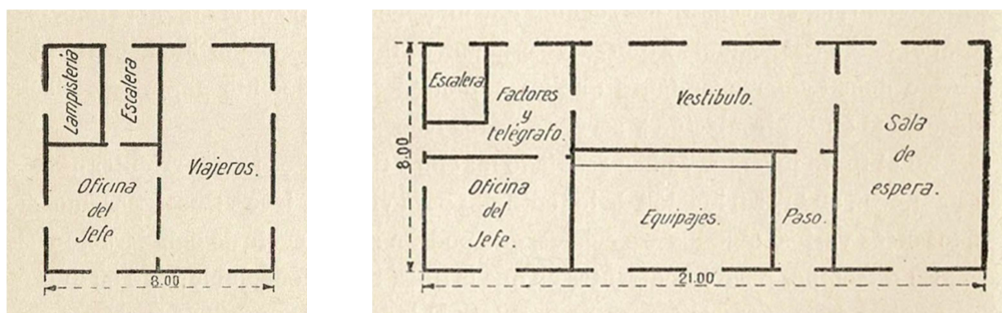 Lampisteria
Escalera
Viajeros.
Oficina
del
Jefe
8.00
Escalera
Factores
y
telégrafo.
Vestíbulo.
Sala
de
espera.
8.00
Oficina
del
Jefe.
Equipajes.
Paso.
21.00